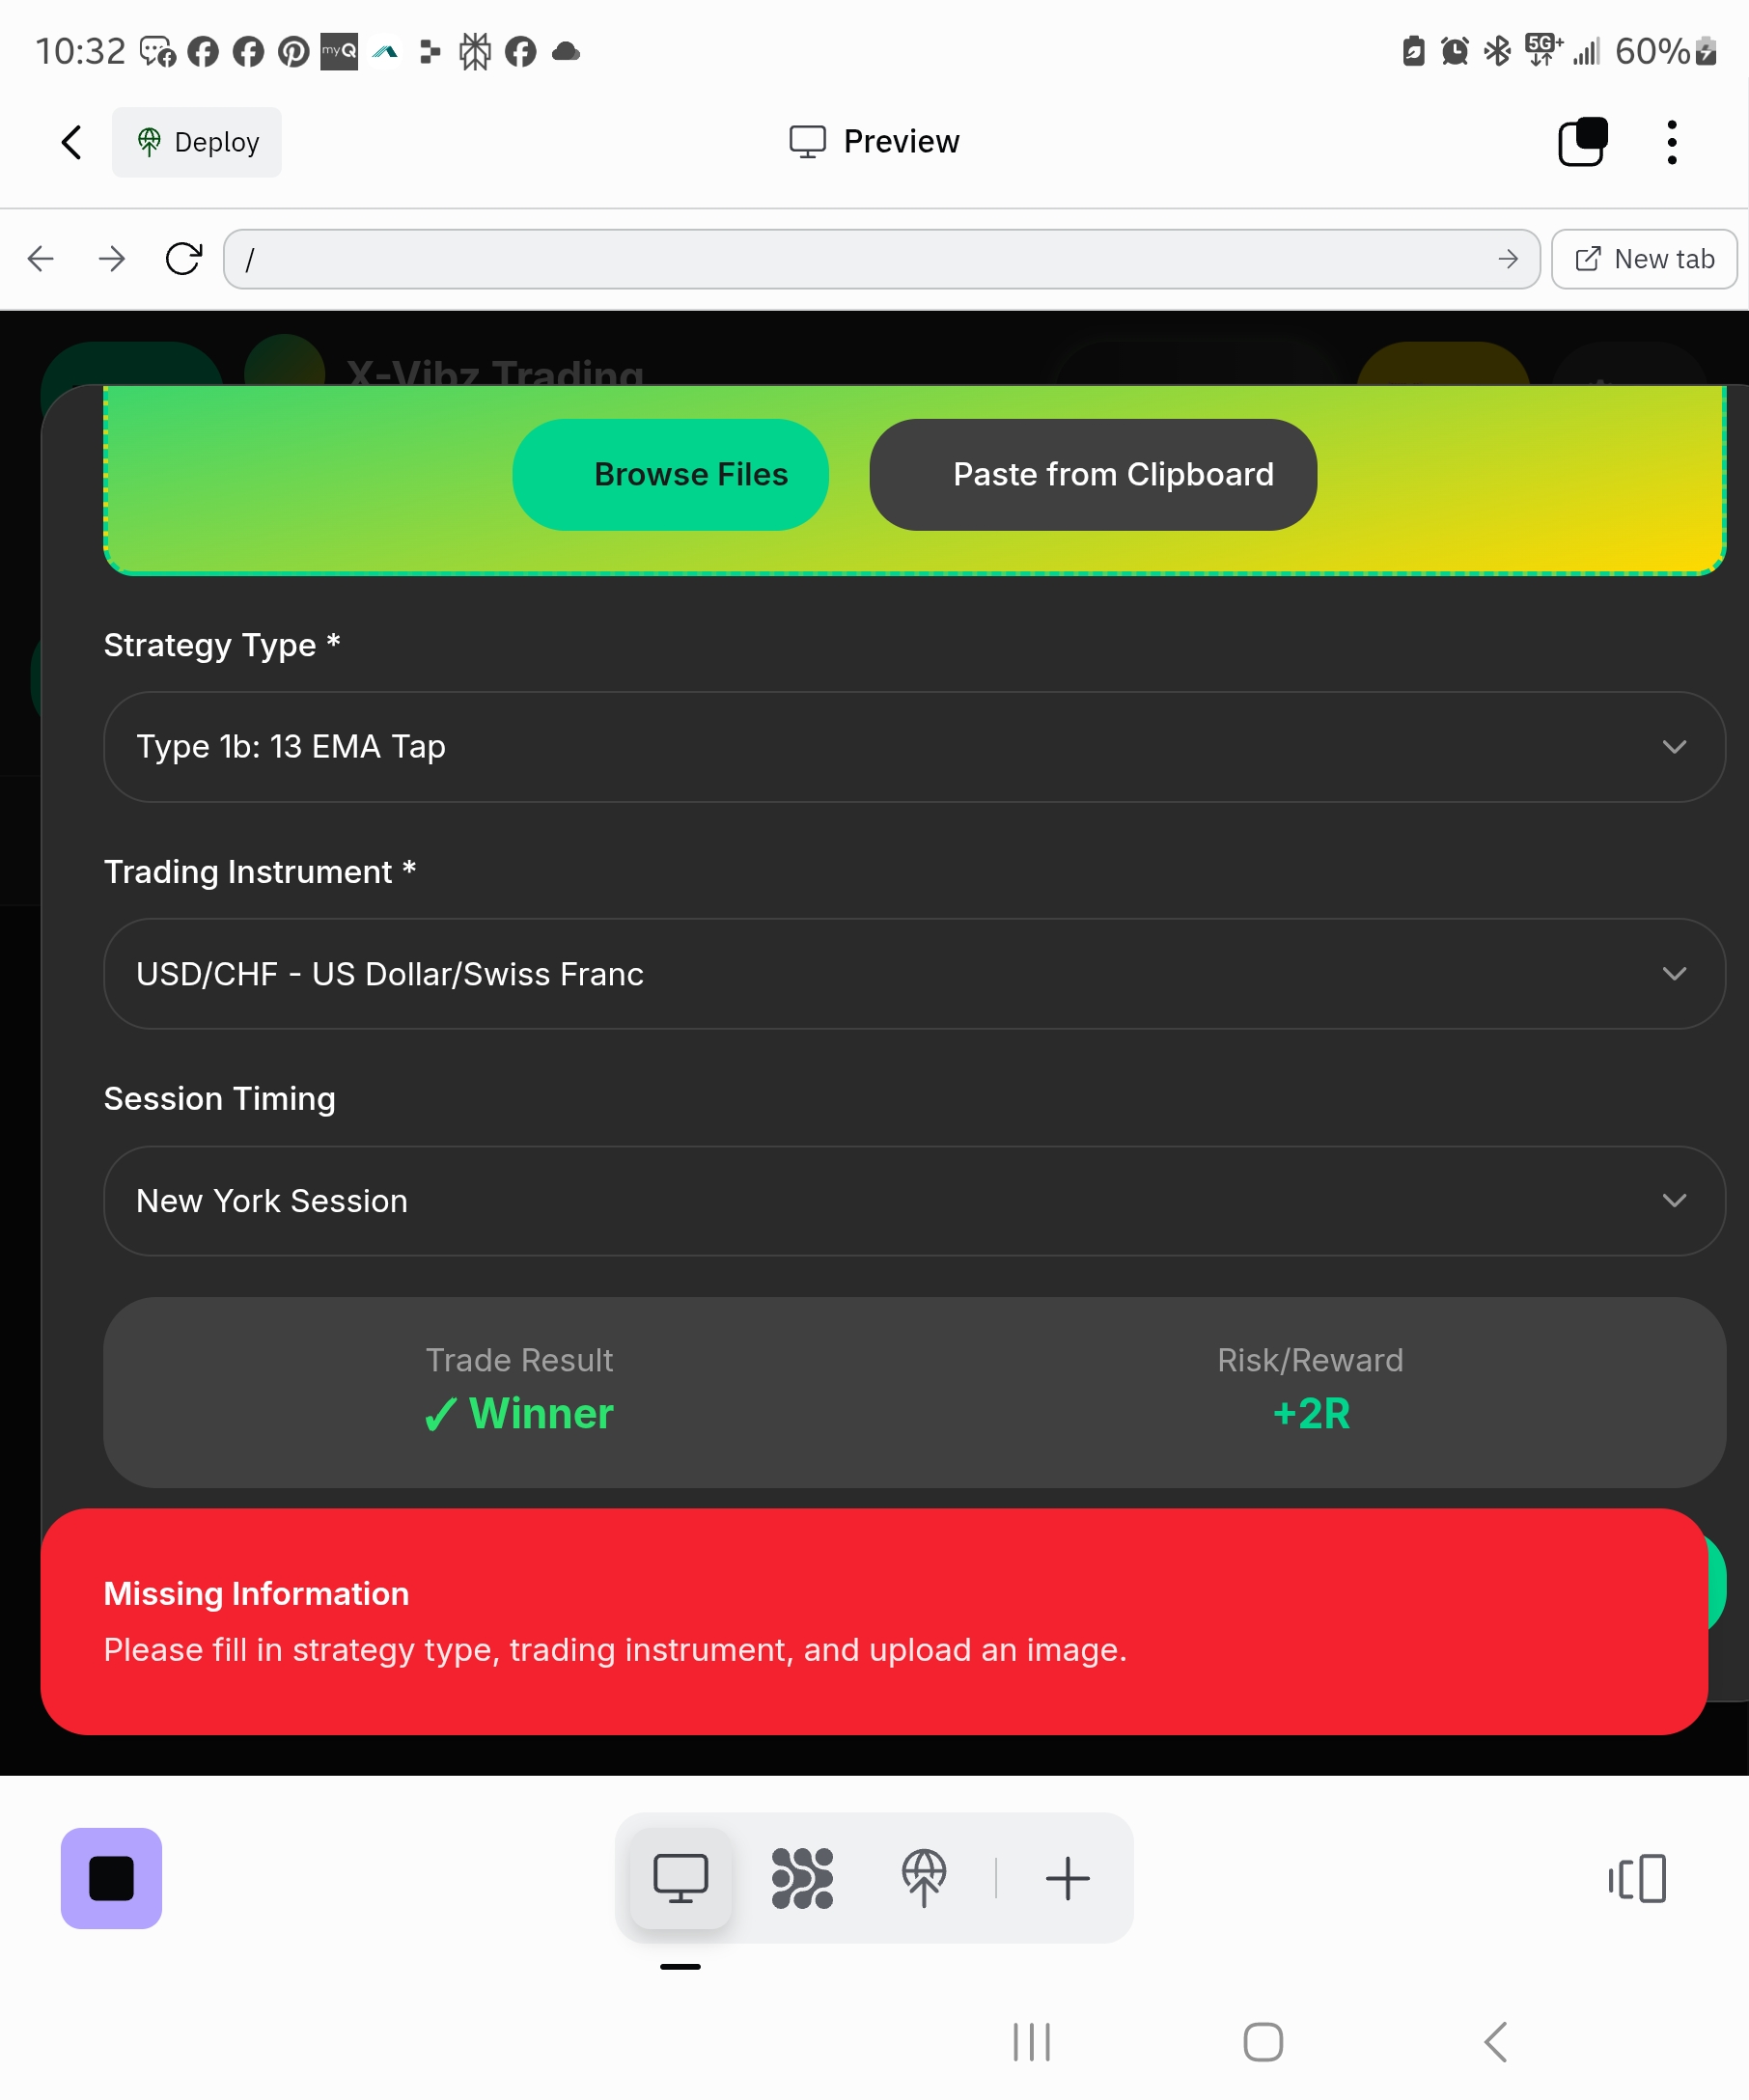 10:32
myQ
5G+
60%
Deploy
Preview
/
New tab
X-Vibz Trading
Browse Files
Paste from Clipboard
Strategy Type *
Type 1b: 13 EMA Tap
Trading Instrument *
USD/CHF - US Dollar/Swiss Franc
Session Timing
New York Session
Trade Result
Risk/Reward
✓ Winner
+2R
Missing Information
Please fill in strategy type, trading instrument, and upload an image.